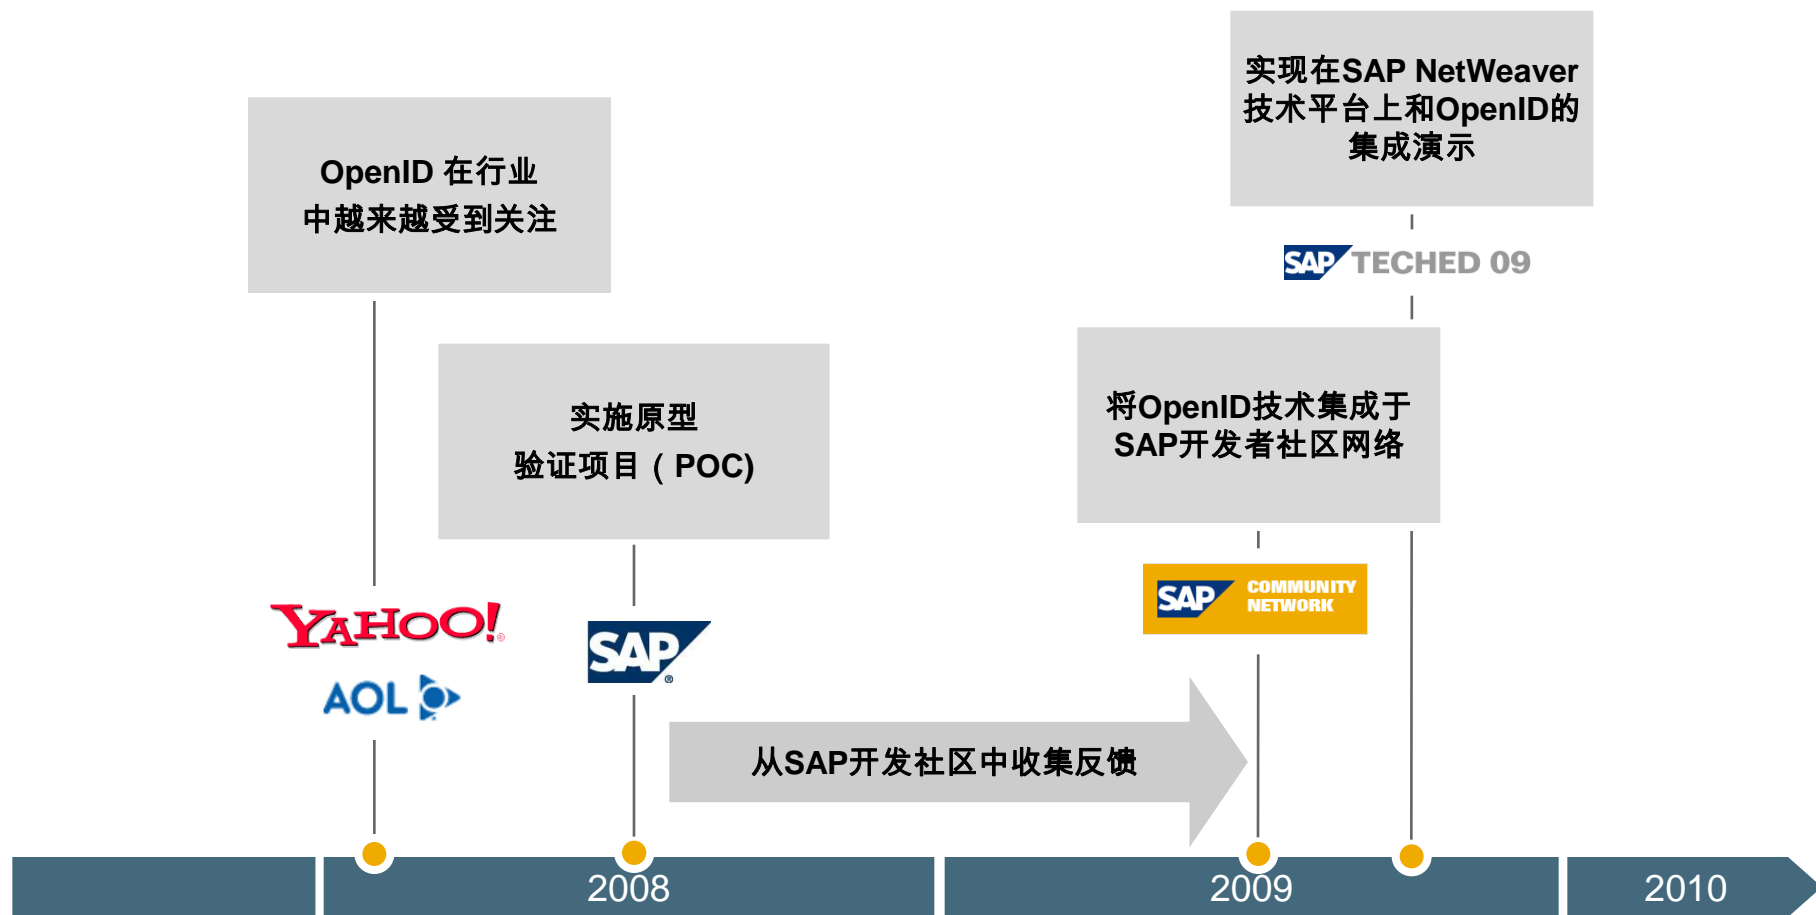 实现在SAP NetWeaver
技术平台上和OpenID的
集成演示
OpenID 在行业
中越来越受到关注
SAP TECHED 09
实施原型
验证项目（ POC)
将OpenID技术集成于
SAP开发者社区网络
SAP COMMUNITY
NETWORK
YAHOO!®
SAP®
AOL
从SAP开发社区中收集反馈
2008
2009
2010